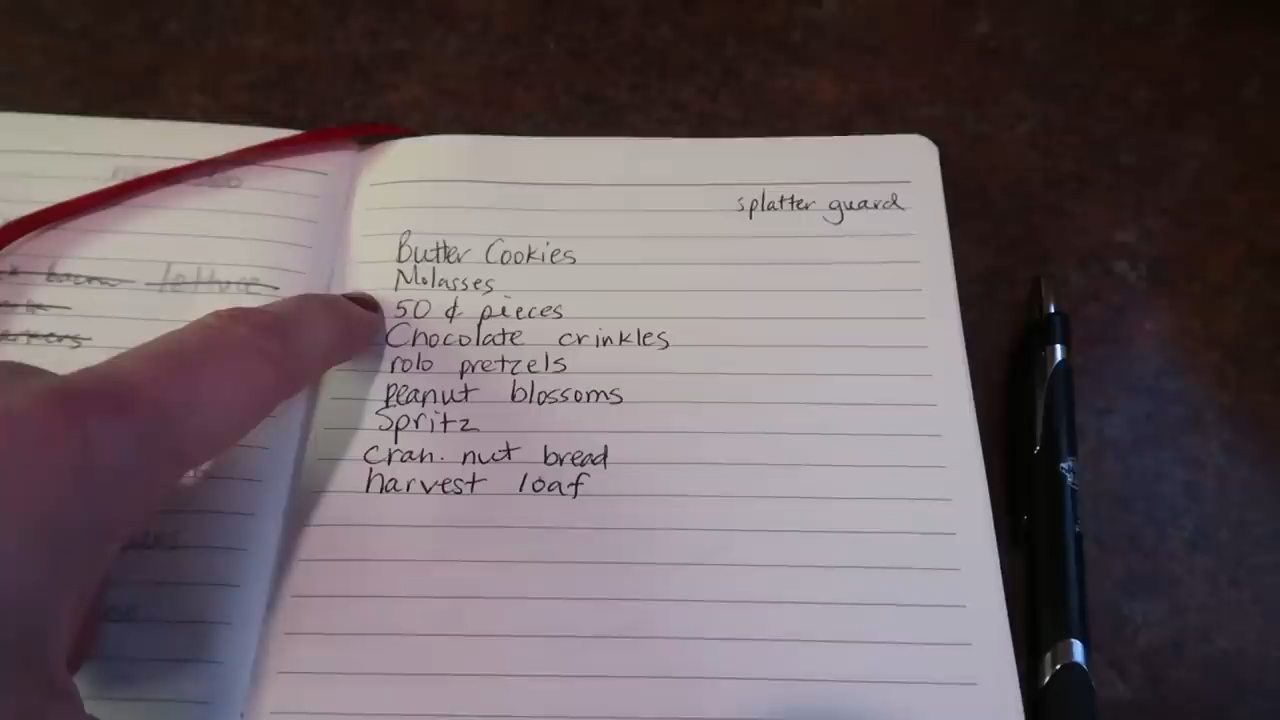 splatter guard
Butter Cookies
Molasses
50 ¢ pieces
Chocolate crinkles
rolo pretzels
peanut blossoms
Spritz
cran. nut bread
harvest loaf
lettuce